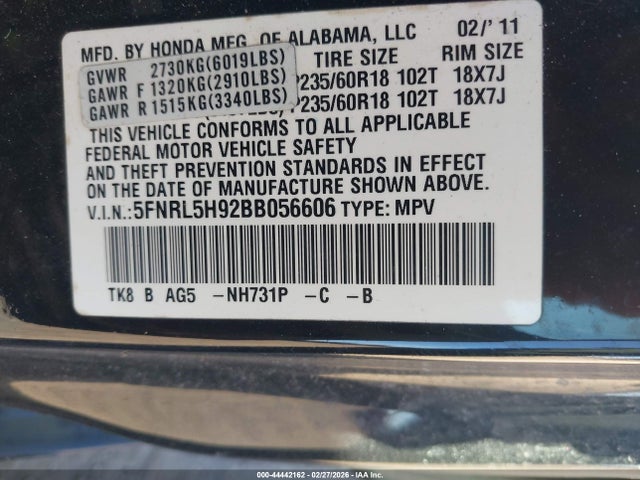 MFD. BY HONDA MFG. OF ALABAMA, LLC 02/' 11
TIRE SIZE RIM SIZE
GVWR 2730KG(6019LBS)
GAWR F 1320KG(2910LBS) P235/60R18 102T 18X7J
GAWR R 1515KG(3340LBS) P235/60R18 102T 18X7J
THIS VEHICLE CONFORMS TO ALL APPLICABLE
FEDERAL MOTOR VEHICLE SAFETY
AND THEFT PREVENTION STANDARDS IN EFFECT
ON THE DATE OF MANUFACTURE SHOWN ABOVE.
V.I.N.:5FNRL5H92BB056606 TYPE: MPV
TK8 B AG5 -NH731P -C -B
000-44442162 - 02/27/2026 - IAA Corp.